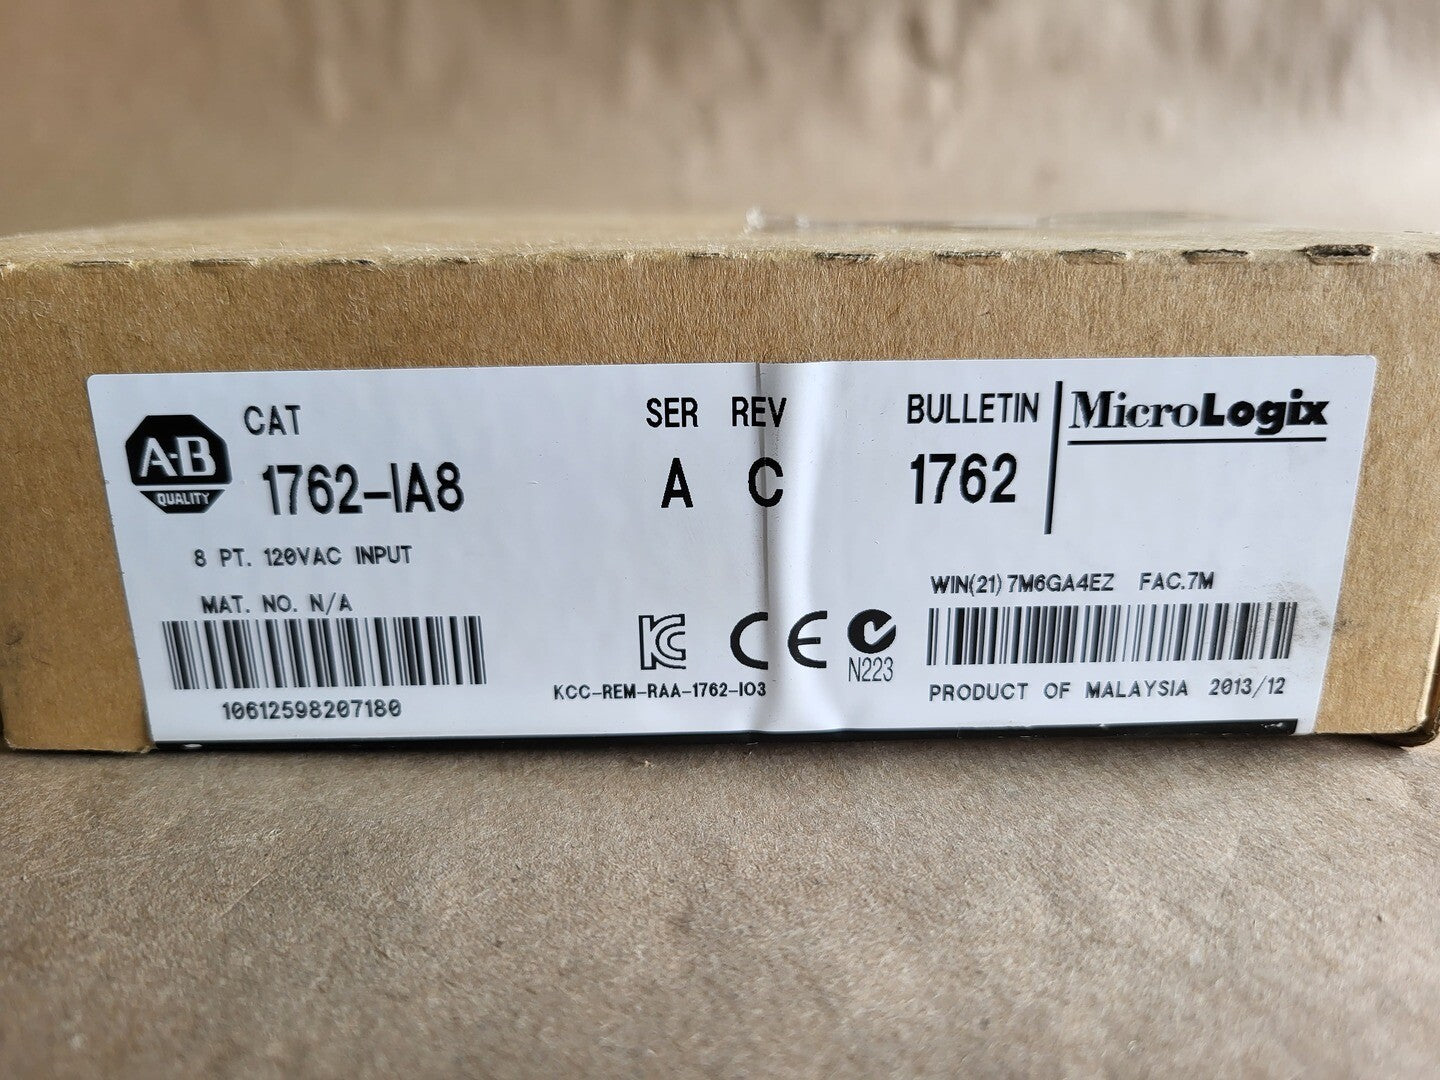 A-B
QUALITY
CAT
1762-IA8
SER REV
A C
BULLETIN
1762
MicroLogix
8 PT. 120VAC INPUT
MAT. NO. N/A
10612598207180
KCC-REM-RAA-1762-IO3
CE
N223
WIN(21) 7M6GA4EZ FAC.7M
PRODUCT OF MALAYSIA 2013/12